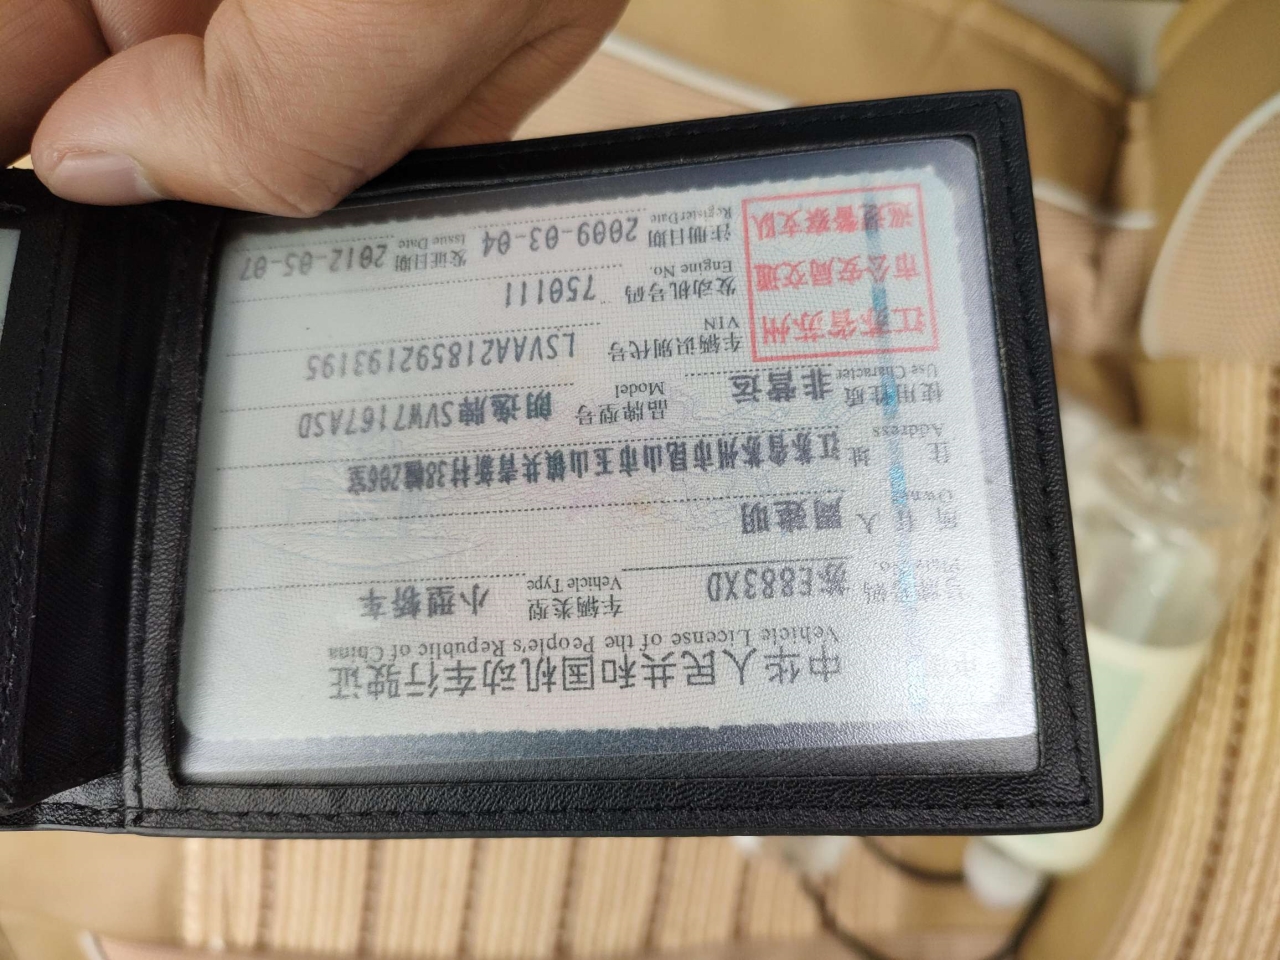 中华人民共和国机动车行驶证
Vehicle License of the People's Republic of China
号牌号码 苏E883XD 车辆类型 小型轿车
Plate No. Vehicle Type
所有人 周建明
Owner
住址 江苏省苏州市昆山市玉山镇共青新村38幢206室
Address
使用性质 非营运 品牌型号 朗逸牌SVW7167ASD
Use Character Model
江苏省苏州
市公安局交通
巡逻警察支队
车辆识别代号 LSVAA218592193195
VIN
发动机号码 750111
Engine No.
注册日期 2009-03-04 发证日期 2012-05-07
Register Date Issue Date